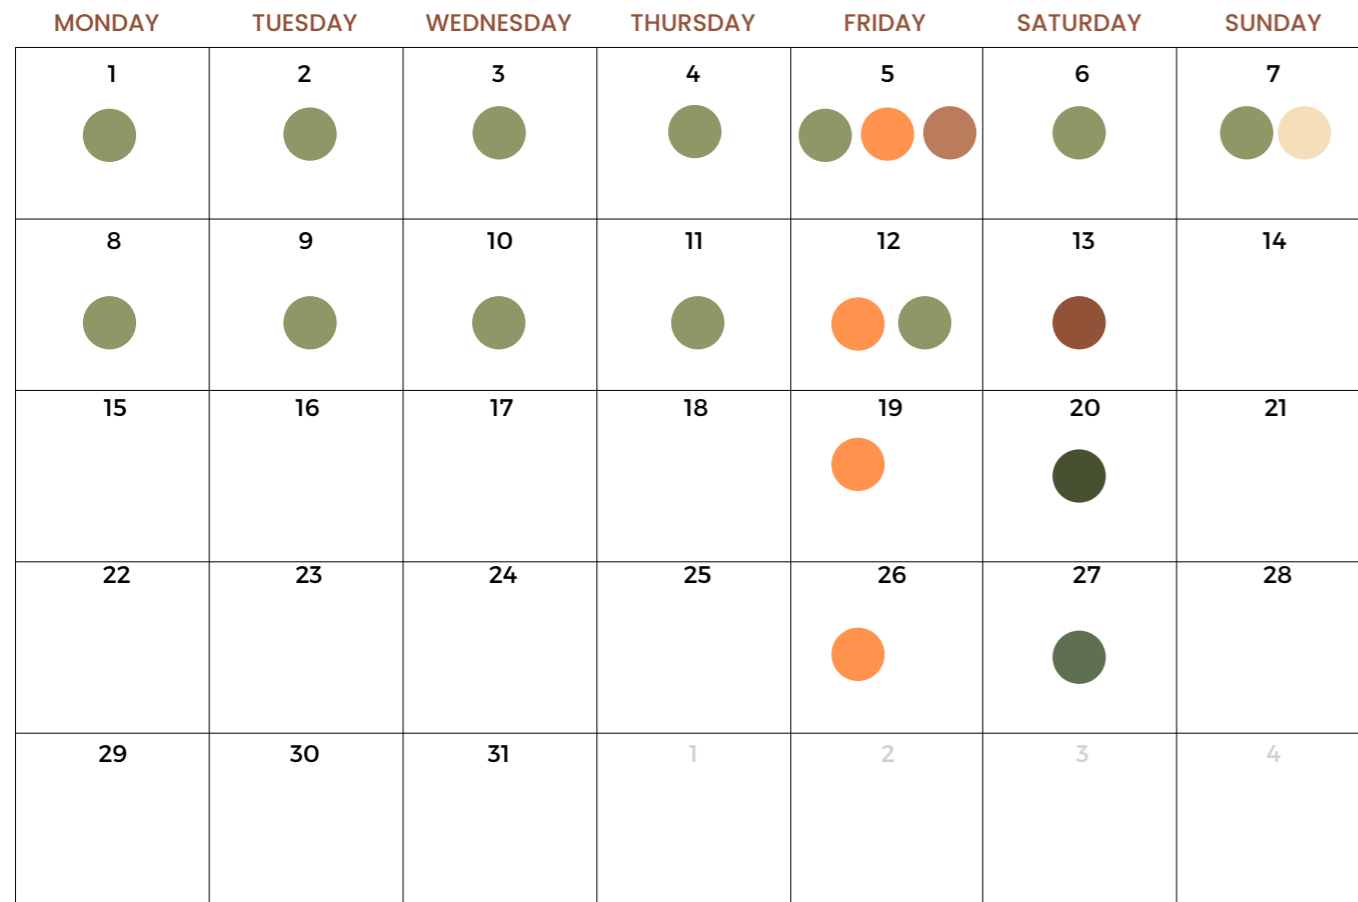 MONDAY TUESDAY WEDNESDAY THURSDAY FRIDAY SATURDAY SUNDAY
1 2 3 4 5 6 7
8 9 10 11 12 13 14
15 16 17 18 19 20 21
22 23 24 25 26 27 28
29 30 31 1 2 3 4